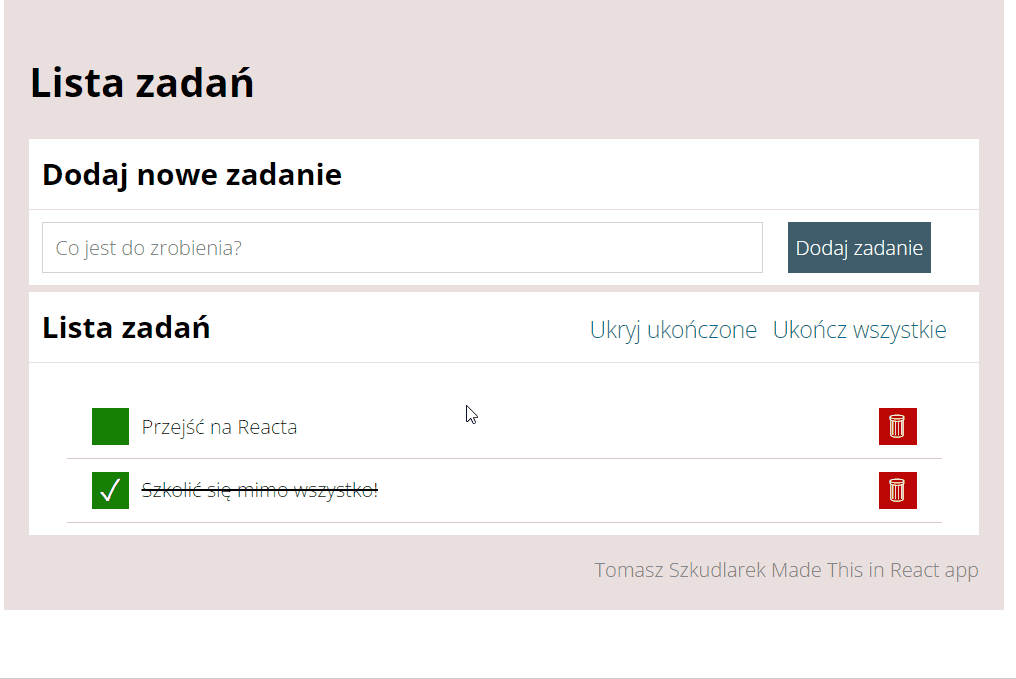 Lista zadań
Dodaj nowe zadanie
Co jest do zrobienia?
Dodaj zadanie
Lista zadań
Ukryj ukończone
Ukończ wszystkie
Przejść na Reacta
Szkolić się mimo wszystko!
Tomasz Szkudlarek Made This in React app